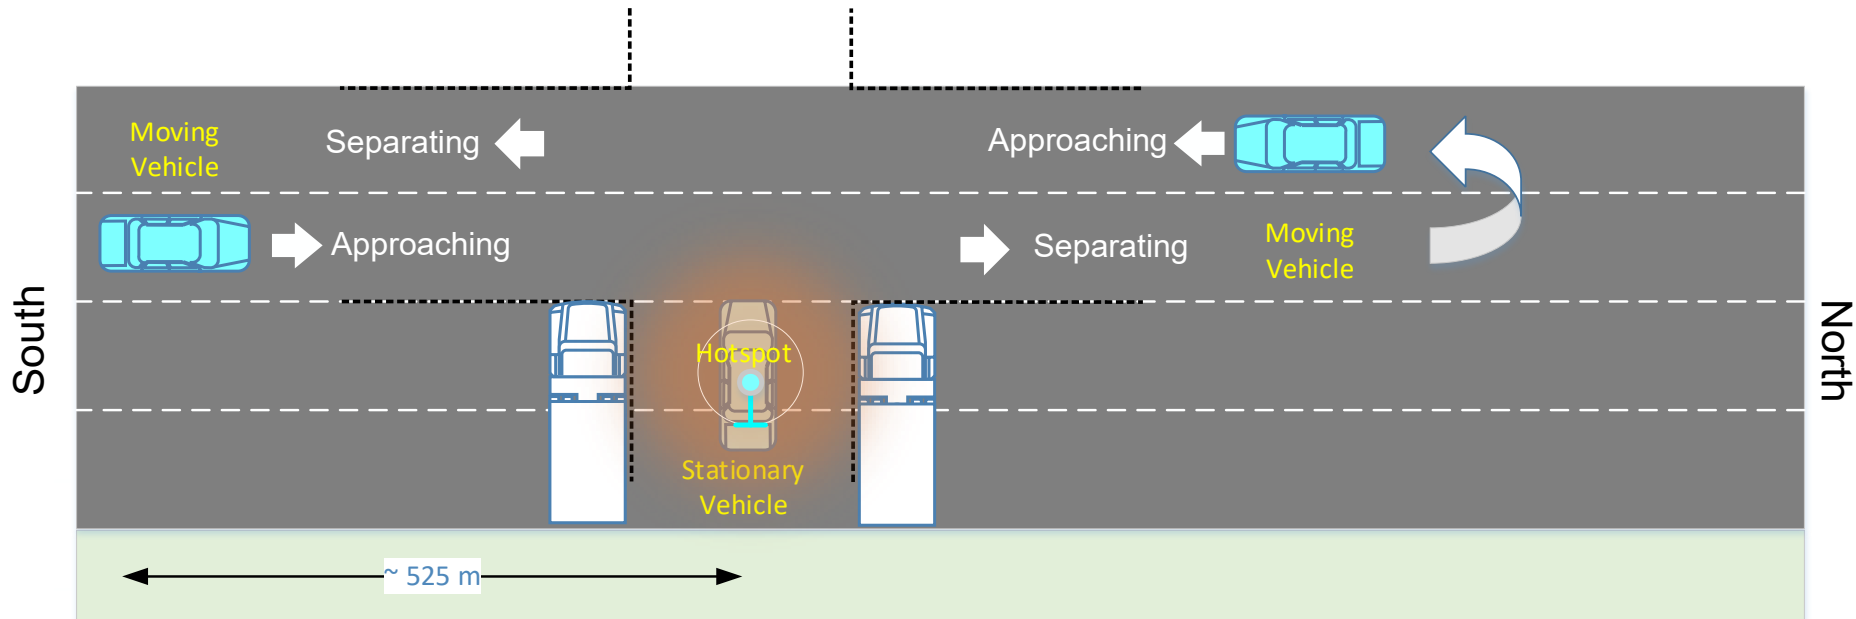 Moving
Vehicle
Separating
Approaching
Approaching
Separating
Moving
Vehicle
South
North
Hotspot
Stationary
Vehicle
~ 525 m